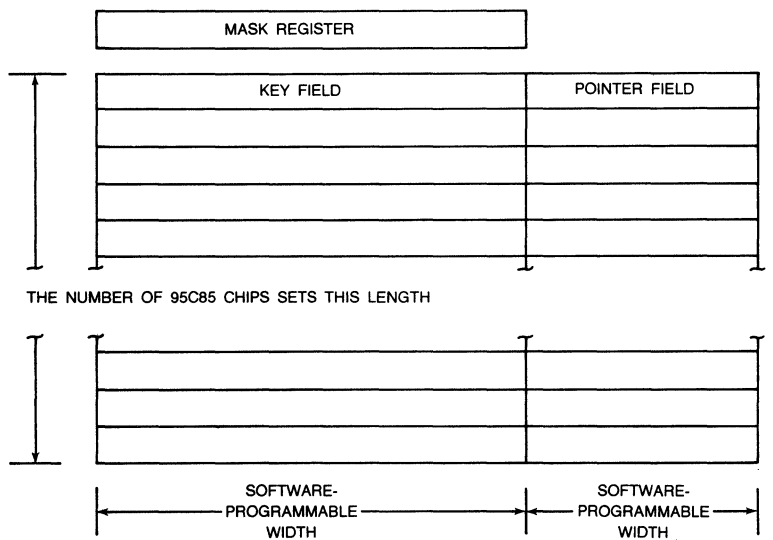 MASK REGISTER
KEY FIELD
POINTER FIELD
THE NUMBER OF 95C85 CHIPS SETS THIS LENGTH
SOFTWARE-
PROGRAMMABLE
WIDTH
SOFTWARE-
PROGRAMMABLE
WIDTH